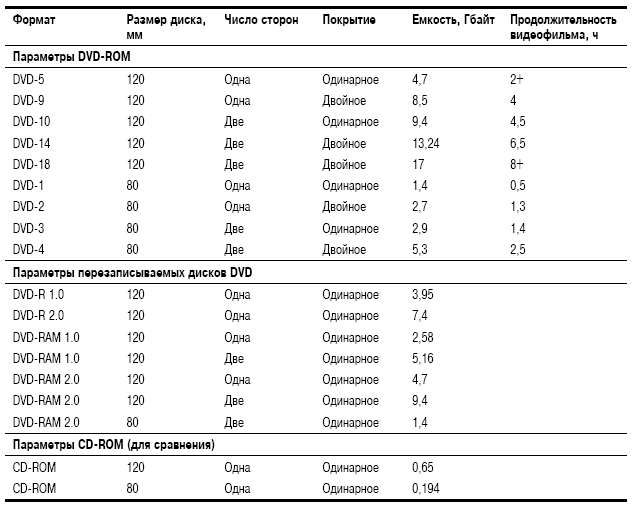 Формат Размер диска, Число сторон Покрытие Емкость, Гбайт Продолжительность
мм видеофильма, ч
Параметры DVD-ROM
DVD-5 120 Одна Одинарное 4,7 2+
DVD-9 120 Одна Двойное 8,5 4
DVD-10 120 Две Одинарное 9,4 4,5
DVD-14 120 Две Двойное 13,24 6,5
DVD-18 120 Две Двойное 17 8+
DVD-1 80 Одна Одинарное 1,4 0,5
DVD-2 80 Одна Двойное 2,7 1,3
DVD-3 80 Две Одинарное 2,9 1,4
DVD-4 80 Две Двойное 5,3 2,5
Параметры перезаписываемых дисков DVD
DVD-R 1.0 120 Одна Одинарное 3,95
DVD-R 2.0 120 Одна Одинарное 7,4
DVD-RAM 1.0 120 Одна Одинарное 2,58
DVD-RAM 1.0 120 Две Одинарное 5,16
DVD-RAM 2.0 120 Одна Одинарное 4,7
DVD-RAM 2.0 120 Две Одинарное 9,4
DVD-RAM 2.0 80 Две Одинарное 1,4
Параметры CD-ROM (для сравнения)
CD-ROM 120 Одна Одинарное 0,65
CD-ROM 80 Одна Одинарное 0,194